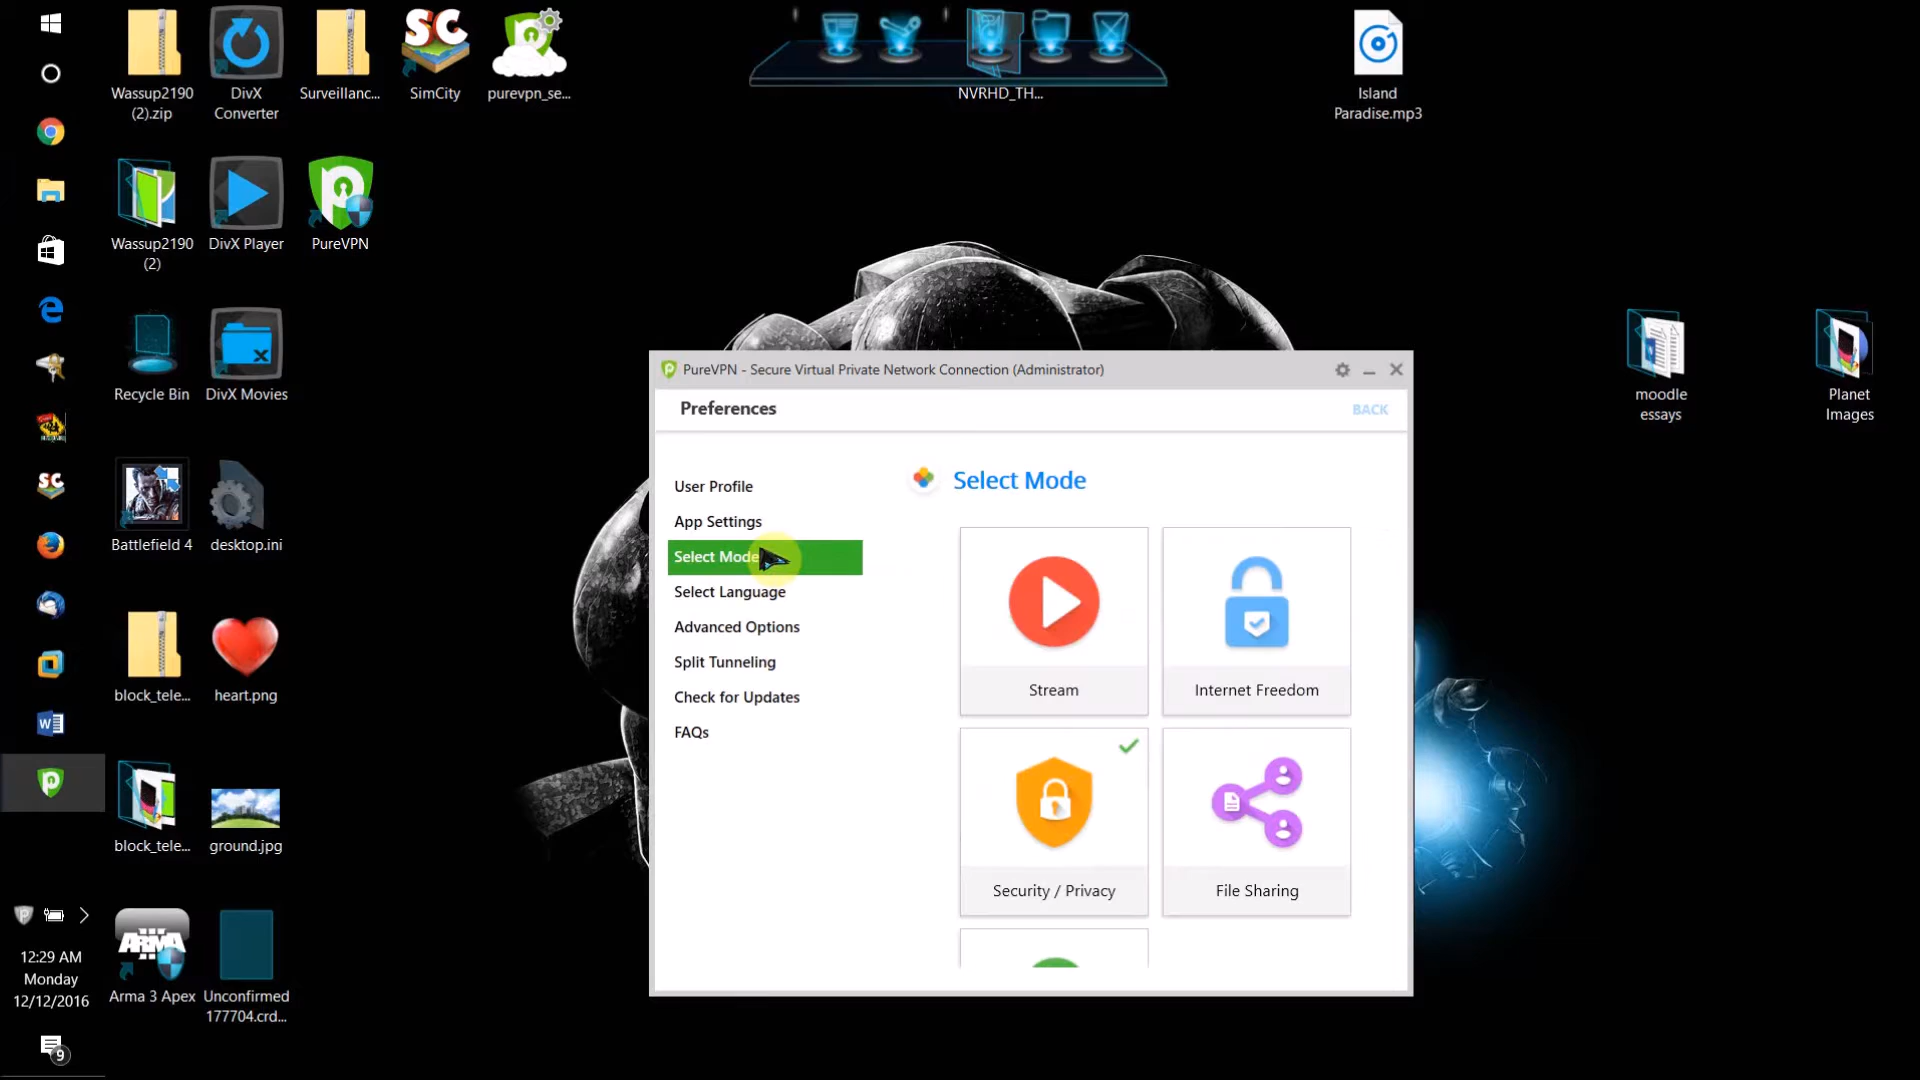 Wassup2190
(2).zip
DivX
Converter
Surveillanc...
SC
SimCity
purevpn_se...
NVRHD_TH...
Island
Paradise.mp3
Wassup2190
(2)
DivX Player
PureVPN
Recycle Bin
DivX Movies
moodle
essays
Planet
Images
PureVPN - Secure Virtual Private Network Connection (Administrator)
Preferences
BACK
User Profile
App Settings
Select Mode
Select Language
Advanced Options
Split Tunneling
Check for Updates
FAQs
Select Mode
Stream
Internet Freedom
Security / Privacy
File Sharing
SC
Battlefield 4
desktop.ini
block_tele...
heart.png
W
block_tele...
ground.jpg
ARMA
III
Arma 3 Apex
Unconfirmed
177704.crd...
12:29 AM
Monday
12/12/2016
9